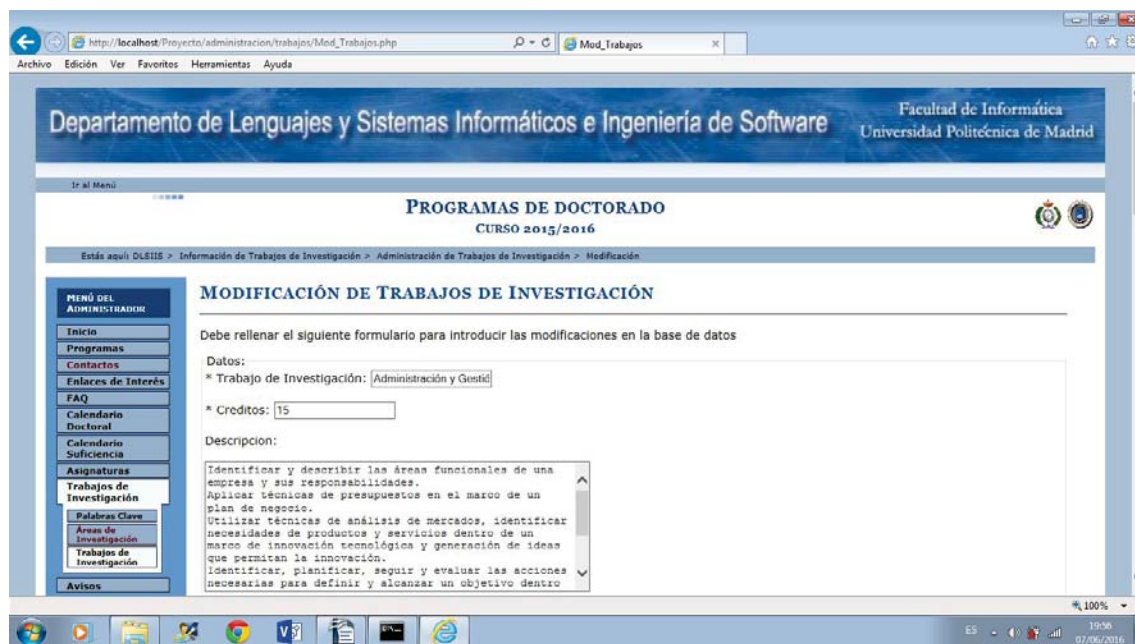 http://localhost/Proyecto/administracion/trabajos/Mod_Trabajos.php
Mod_Trabajos
Archivo Edición Ver Favoritos Herramientas Ayuda
Departamento de Lenguajes y Sistemas Informáticos e Ingeniería de Software
Facultad de Informática
Universidad Politécnica de Madrid
Ir al Menú
PROGRAMAS DE DOCTORADO
CURSO 2015/2016
Estás aquí: DLSIIS > Información de Trabajos de Investigación > Administración de Trabajos de Investigación > Modificación
MENÚ DEL
ADMINISTRADOR
Inicio
Programas
Contactos
Enlaces de Interés
FAQ
Calendario
Doctoral
Calendario
Suficiencia
Asignaturas
Trabajos de
Investigación
Palabras Clave
Áreas de
Investigación
Trabajos de
Investigación
Avisos
MODIFICACIÓN DE TRABAJOS DE INVESTIGACIÓN
Debe rellenar el siguiente formulario para introducir las modificaciones en la base de datos
Datos:
* Trabajo de Investigación: Administración y Gestió
* Creditos: 15
Descripcion:
Identificar y describir las áreas funcionales de una
empresa y sus responsabilidades.
Aplicar técnicas de presupuestos en el marco de un
plan de negocio.
Utilizar técnicas de análisis de mercados, identificar
necesidades de productos y servicios dentro de un
marco de innovación tecnológica y generación de ideas
que permitan la innovación.
Identificar, planificar, seguir y evaluar las acciones
necesarias para definir y alcanzar un objetivo dentro
100%
ES
19:56
07/06/2016